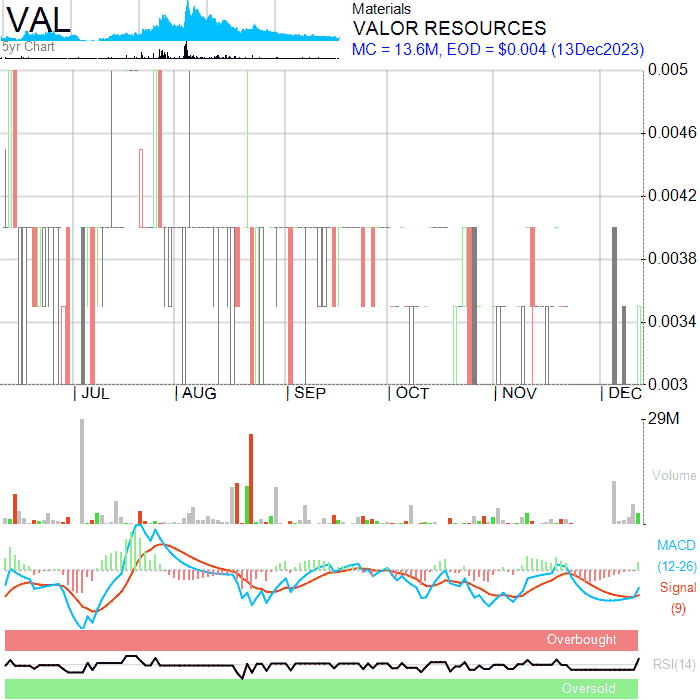 VAL
5yr Chart
Materials
VALOR RESOURCES
MC = 13.6M, EOD = $0.004 (13Dec2023)
0.005
0.0046
0.0042
0.0038
0.0034
0.003
JUL
AUG
SEP
OCT
NOV
DEC
29M
Volume
MACD
(12-26)
Signal
(9)
Overbought
RSI(14)
Oversold